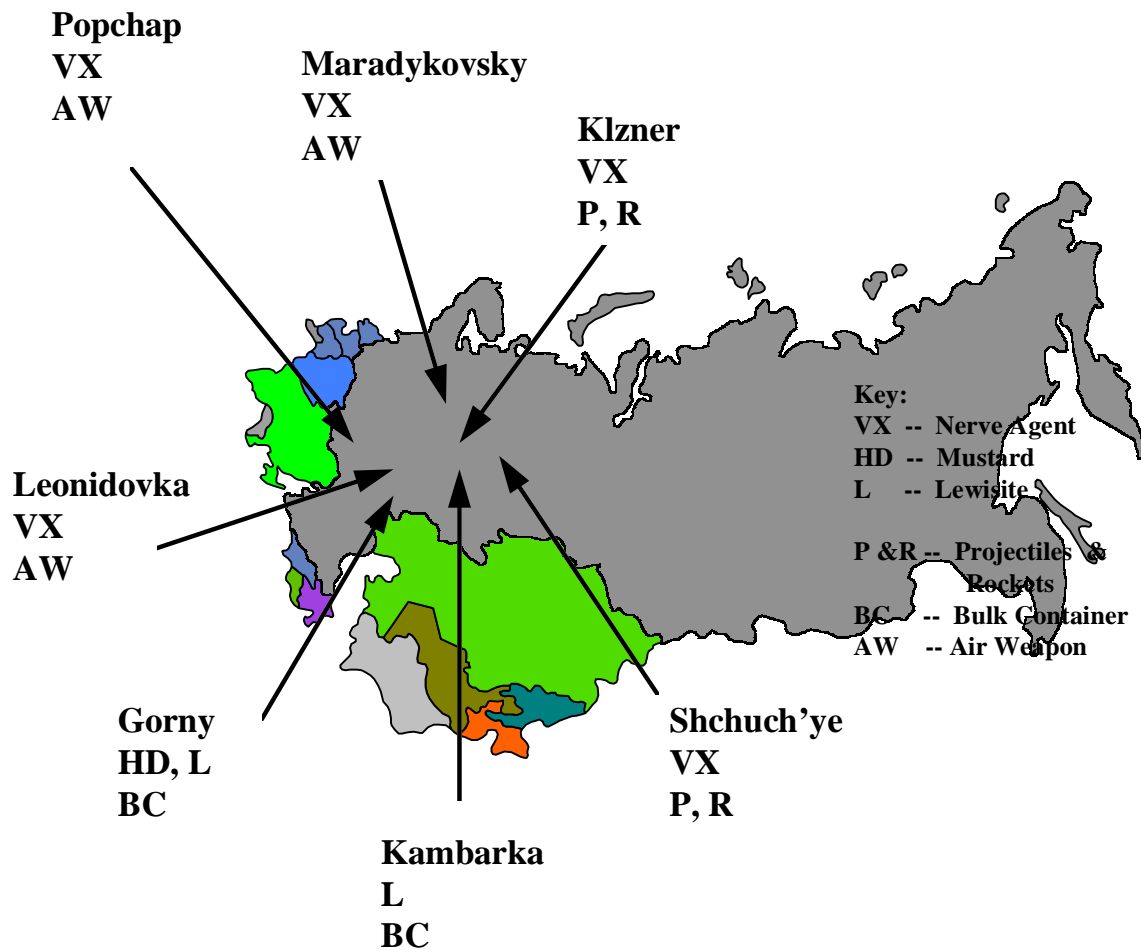 Popchap
VX
AW
Maradykovsky
VX
AW
Klzner
VX
P, R
Key:
VX -- Nerve Agent
HD -- Mustard
L -- Lewisite
P &R -- Projectiles &
Rockets
BC -- Bulk Container
AW -- Air Weapon
Leonidovka
VX
AW
Gorny
HD, L
BC
Kambarka
L
BC
Shchuch’ye
VX
P, R